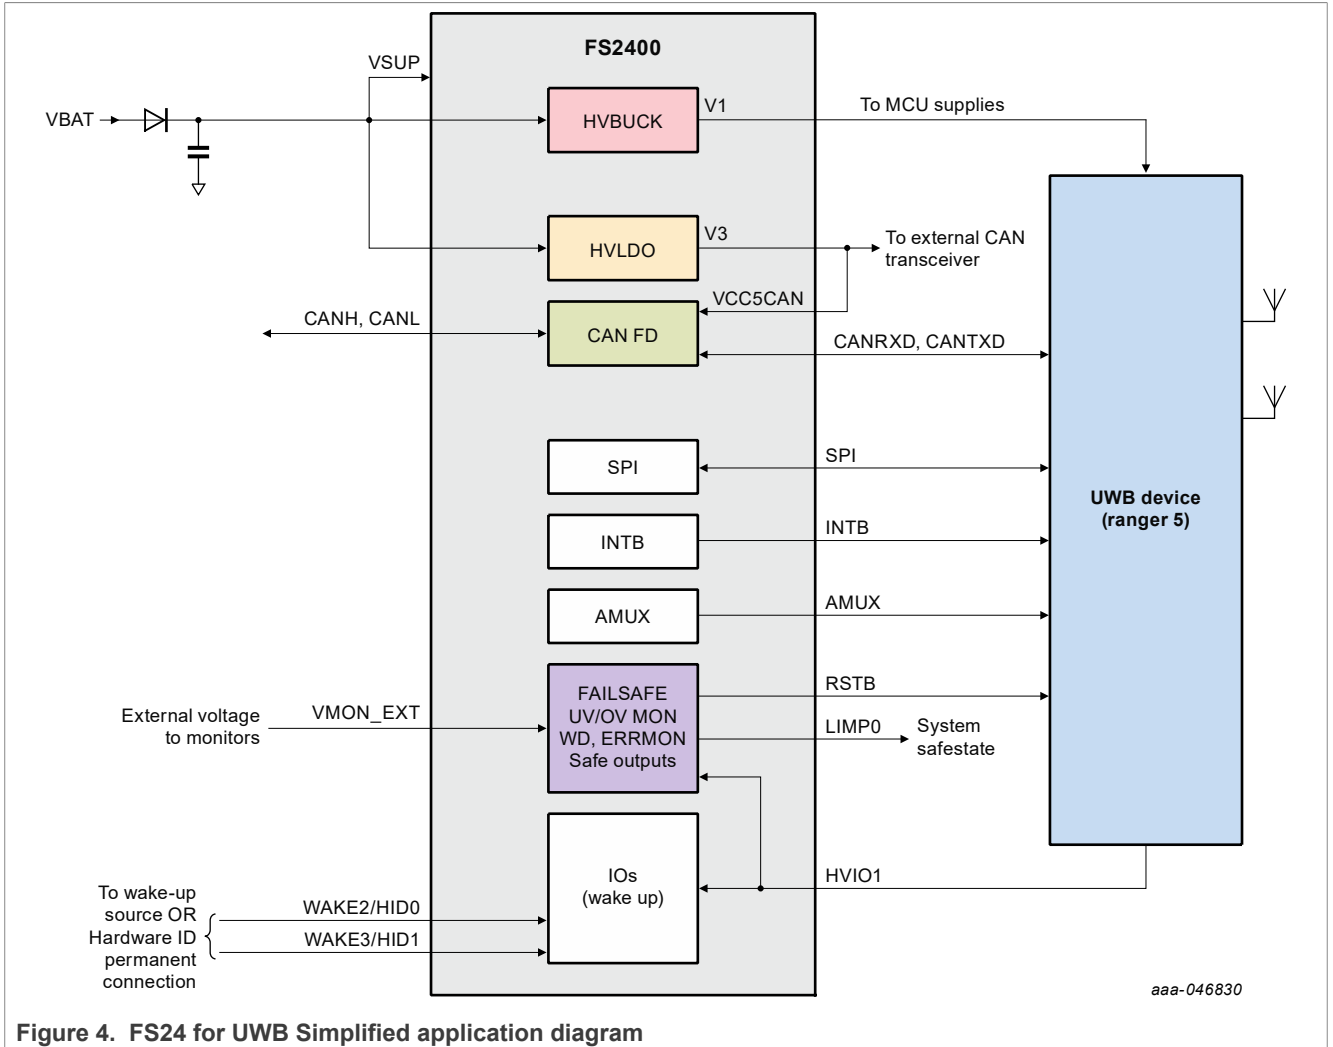 FS2400
VSUP
VBAT
HVBUCK
V1
To MCU supplies
HVLDO
V3
To external CAN
transceiver
VCC5CAN
CANH, CANL
CAN FD
CANRXD, CANTXD
SPI
SPI
UWB device
(ranger 5)
INTB
INTB
AMUX
AMUX
External voltage
to monitors
VMON_EXT
FAILSAFE
UV/OV MON
WD, ERRMON
Safe outputs
RSTB
LIMP0
System
safestate
IOs
(wake up)
HVIO1
To wake-up
source OR
Hardware ID
permanent
connection
WAKE2/HID0
WAKE3/HID1
aaa-046830
Figure 4. FS24 for UWB Simplified application diagram